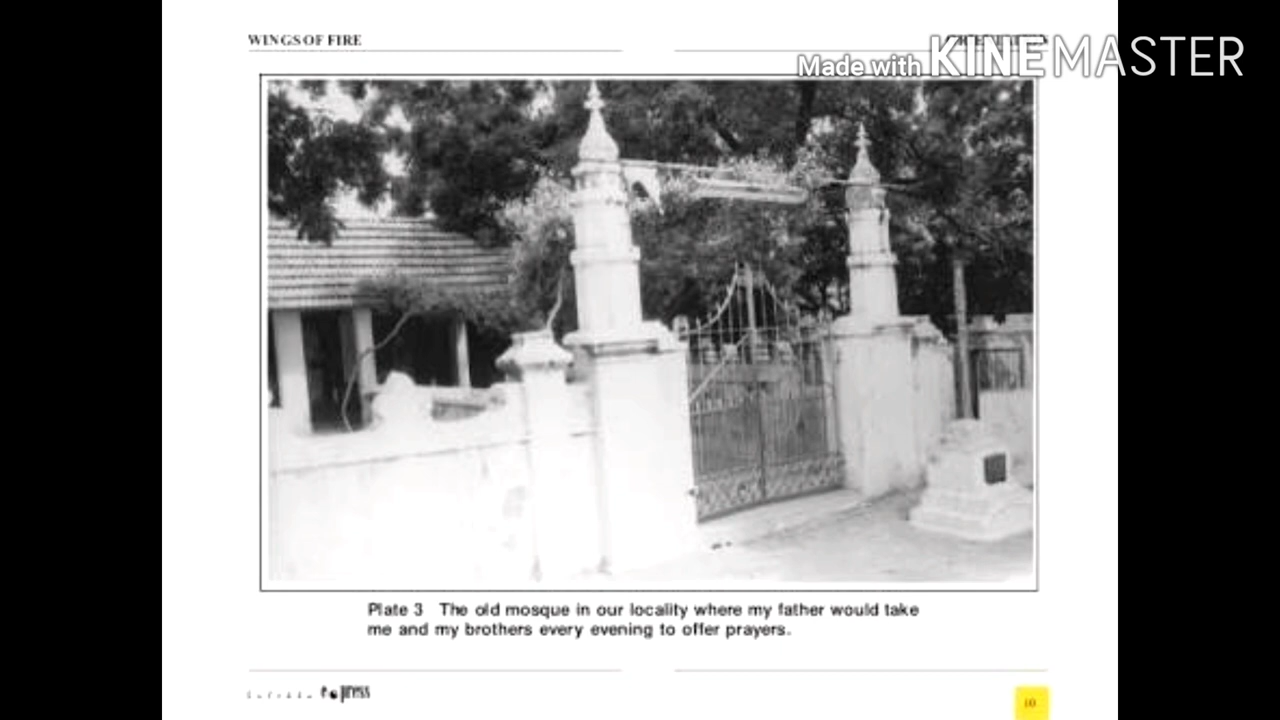 WINGS OF FIRE
Made with KINEMASTER
Plate 3 The old mosque in our locality where my father would take
me and my brothers every evening to offer prayers.
press
10